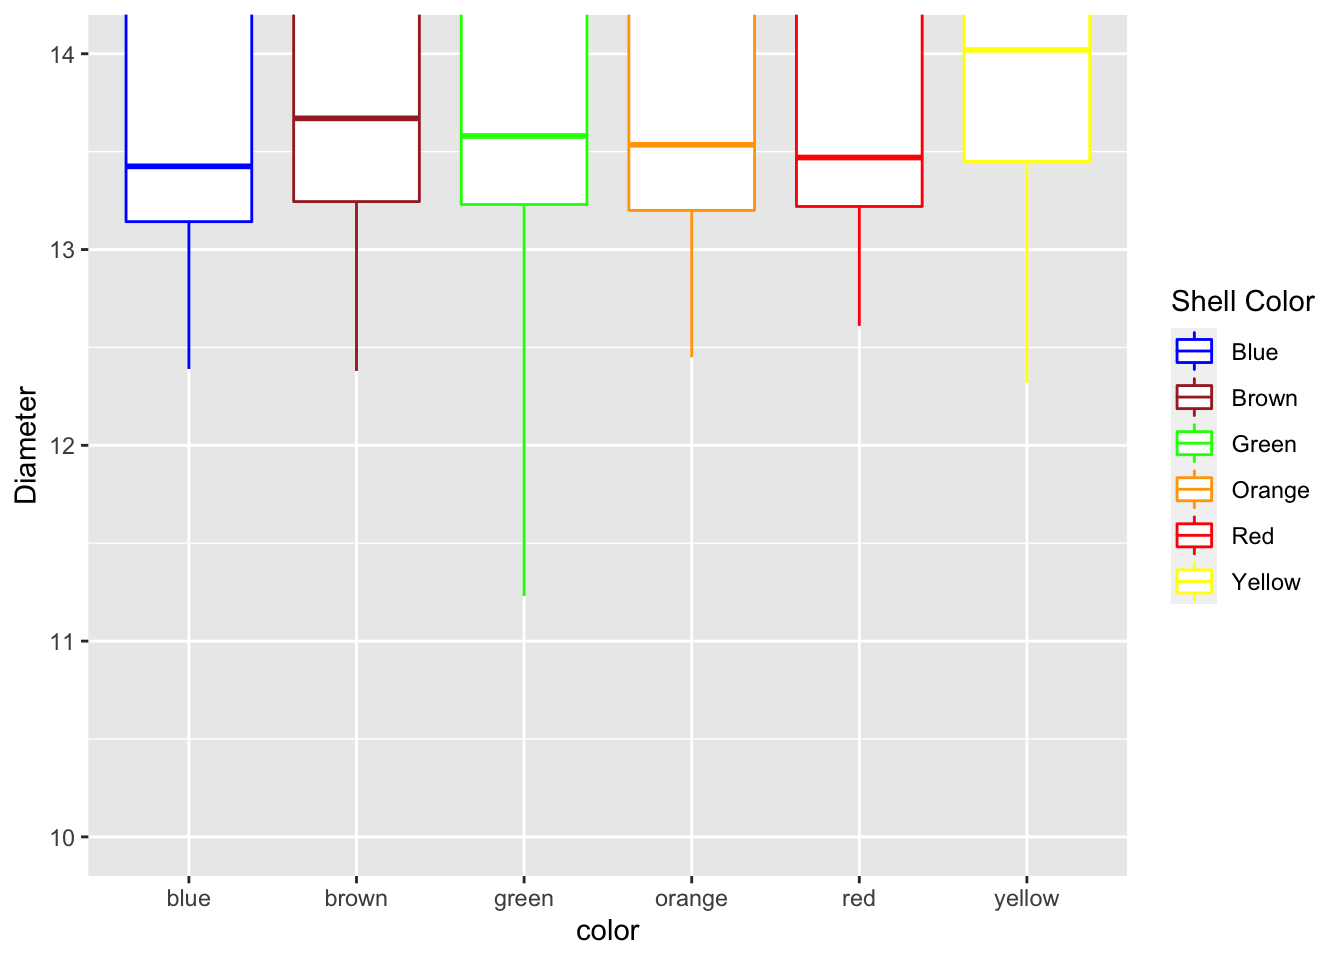 14
13
12
11
10
Diameter
blue brown green orange red yellow
color
Shell Color
Blue
Brown
Green
Orange
Red
Yellow